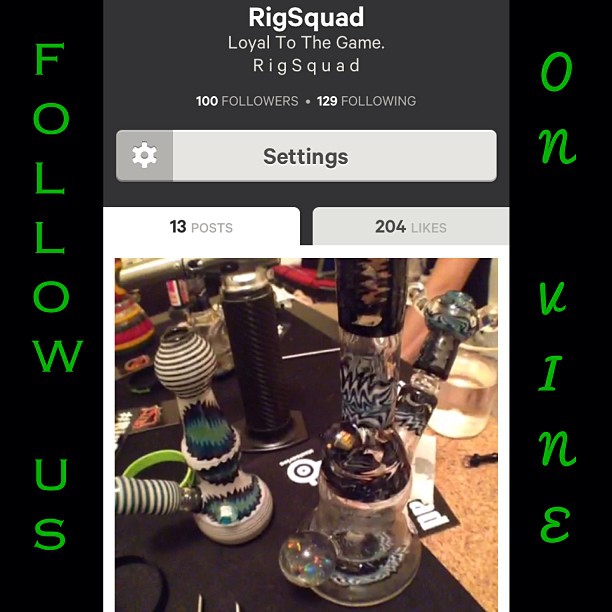 FOLLOW
US
RigSquad
Loyal To The Game.
RigSquad
100 FOLLOWERS • 129 FOLLOWING
Settings
13 POSTS
204 LIKES
On
VInE